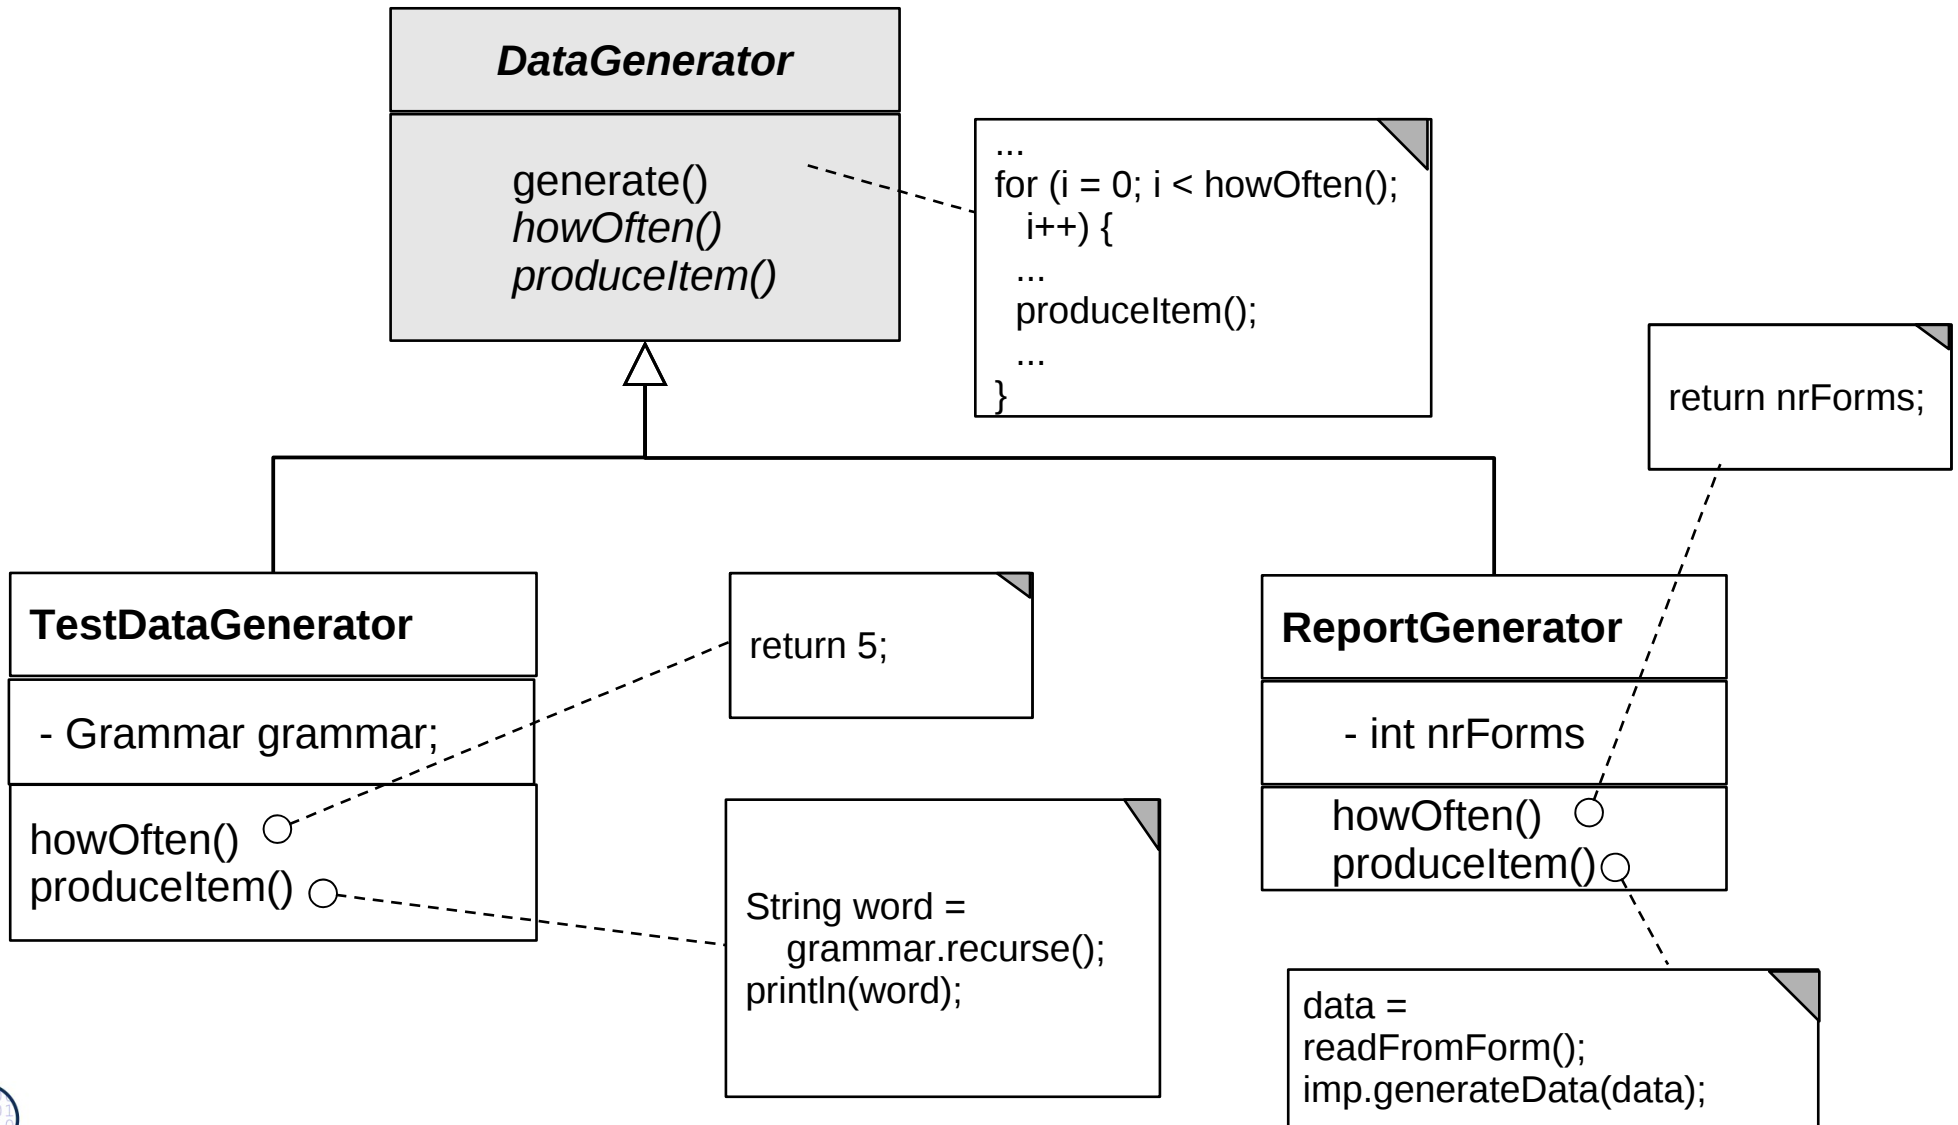 DataGenerator
generate()
howOften()
produceItem()
...
for (i = 0; i < howOften();
i++) {
...
produceItem();
...
}
return nrForms;
TestDataGenerator
- Grammar grammar;
howOften()
produceItem()
return 5;
String word =
grammar.recurse();
println(word);
ReportGenerator
- int nrForms
howOften()
produceItem()
data =
readFromForm();
imp.generateData(data);